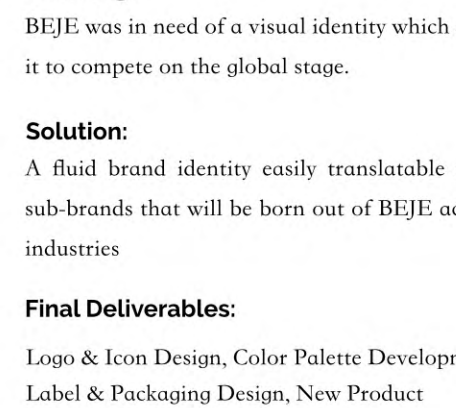 BEJE was in need of a visual identity which
it to compete on the global stage.
Solution:
A fluid brand identity easily translatable
sub-brands that will be born out of BEJE
industries
Final Deliverables:
Logo & Icon Design, Color Palette
Label & Packaging Design, New Product